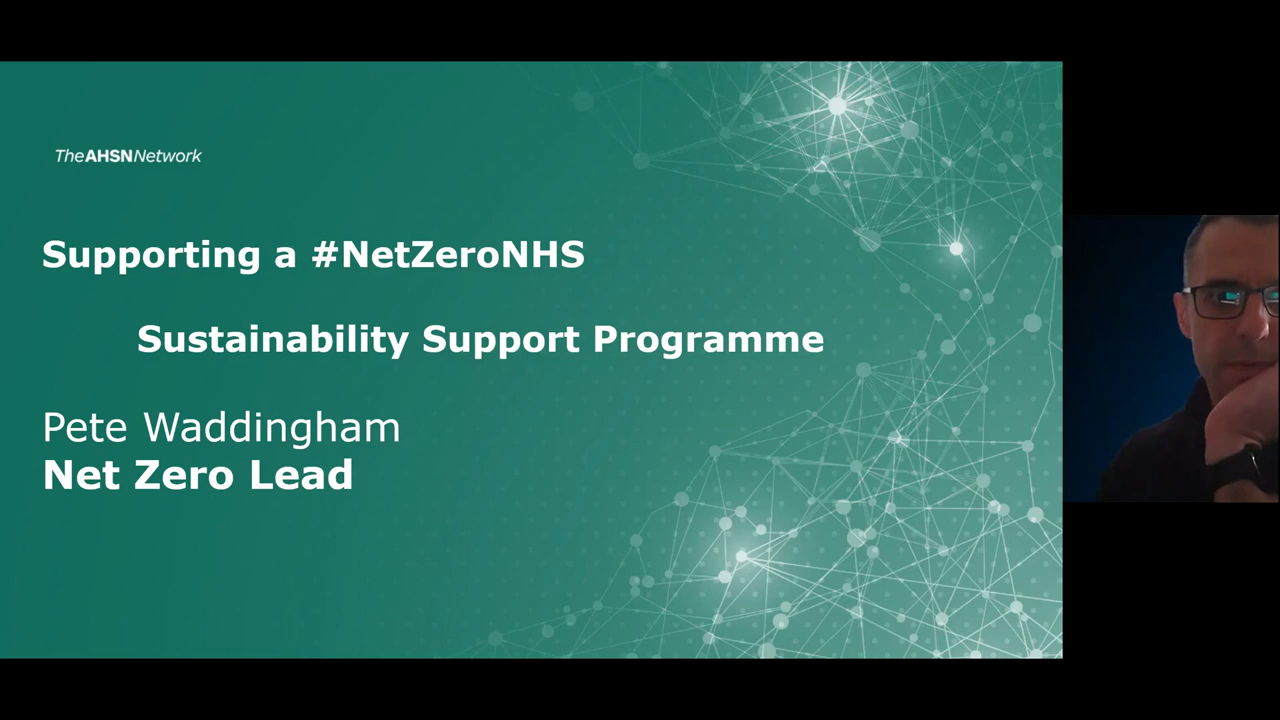 TheAHSNNetwork
Supporting a #NetZeroNHS
Sustainability Support Programme
Pete Waddingham
Net Zero Lead